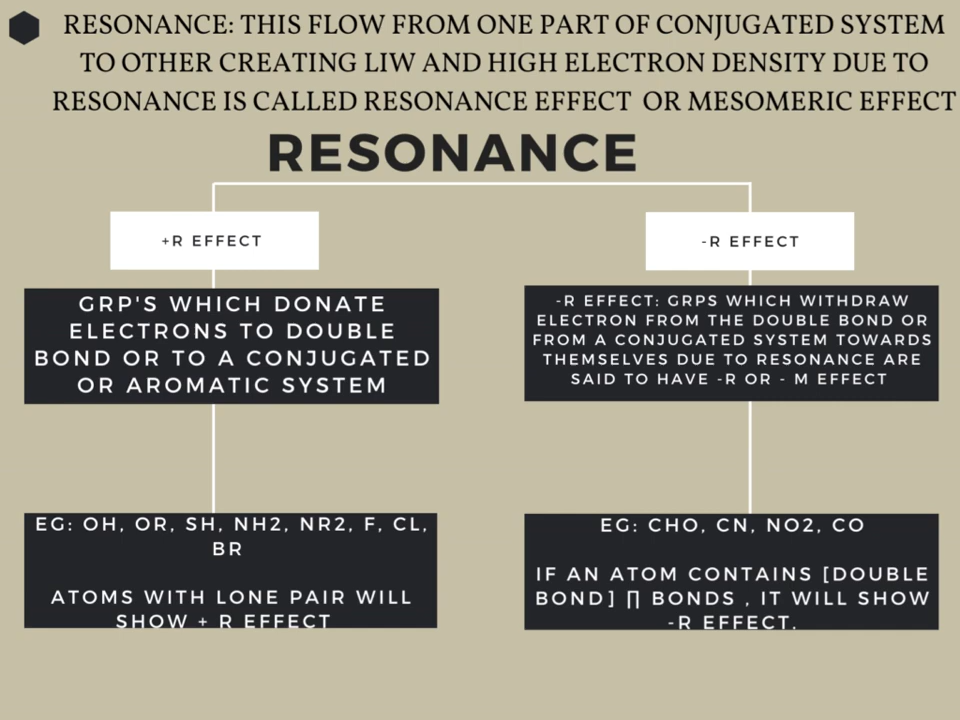 RESONANCE: THIS FLOW FROM ONE PART OF CONJUGATED SYSTEM
TO OTHER CREATING LIW AND HIGH ELECTRON DENSITY DUE TO
RESONANCE IS CALLED RESONANCE EFFECT OR MESOMERIC EFFECT
RESONANCE
+R EFFECT
GRP'S WHICH DONATE
ELECTRONS TO DOUBLE
BOND OR TO A CONJUGATED
OR AROMATIC SYSTEM
EG: OH, OR, SH, NH2, NR2, F, CL,
BR
ATOMS WITH LONE PAIR WILL
SHOW + R EFFECT
-R EFFECT
-R EFFECT: GRPS WHICH WITHDRAW
ELECTRON FROM THE DOUBLE BOND OR
FROM A CONJUGATED SYSTEM TOWARDS
THEMSELVES DUE TO RESONANCE ARE
SAID TO HAVE -R OR - M EFFECT
EG: CHO, CN, NO2, CO
IF AN ATOM CONTAINS [DOUBLE
BOND] ∏ BONDS , IT WILL SHOW
-R EFFECT.